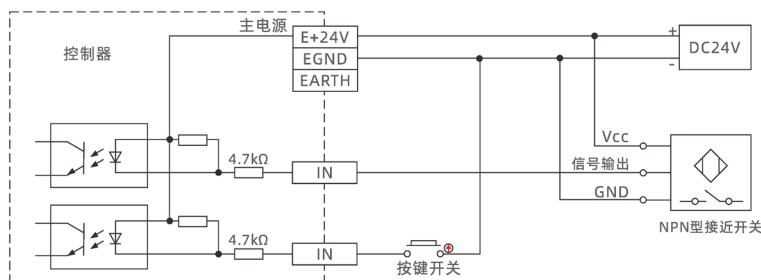 主电源
E+24V
+
DC24V
控制器
EGND
-
EARTH
Vcc
4.7kΩ
IN
信号输出
GND
NPN型接近开关
4.7kΩ
IN
按键开关